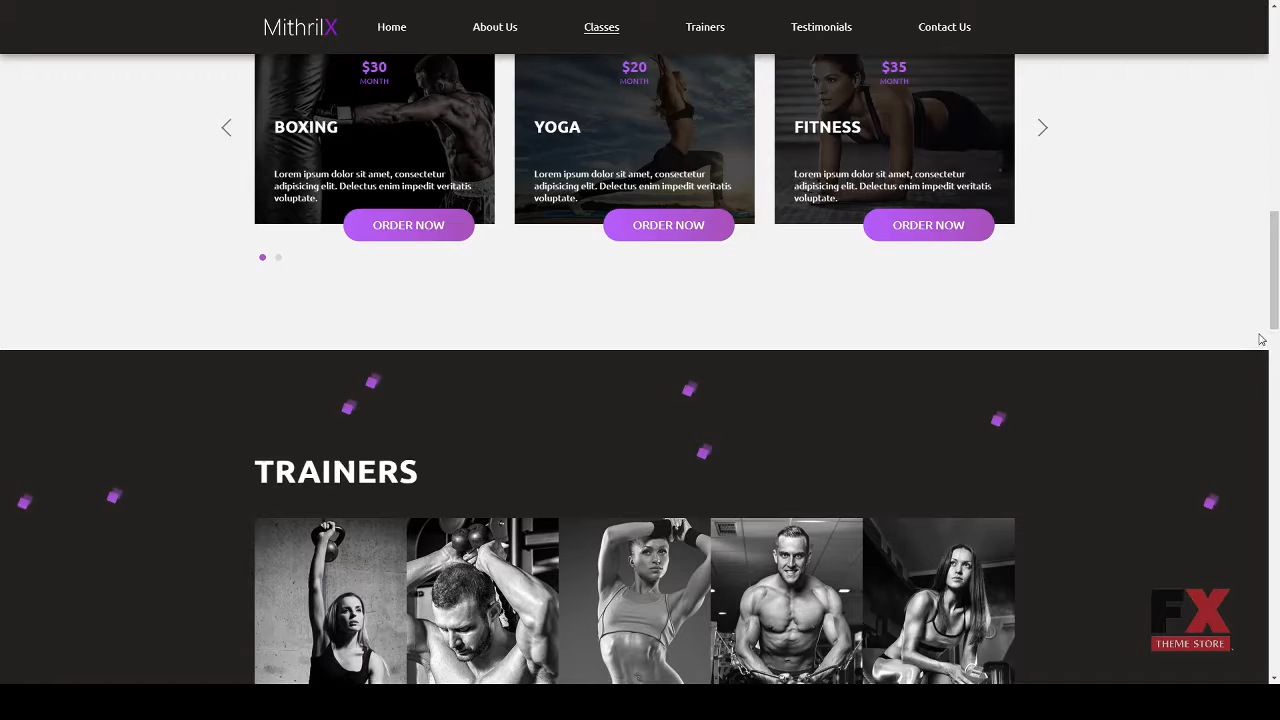 MithrilX
Home
About Us
Classes
Trainers
Testimonials
Contact Us
$30
MONTH
BOXING
Lorem ipsum dolor sit amet, consectetur
adipisicing elit. Delectus enim impedit veritatis
voluptate.
ORDER NOW
$20
MONTH
YOGA
Lorem ipsum dolor sit amet, consectetur
adipisicing elit. Delectus enim impedit veritatis
voluptate.
ORDER NOW
$35
MONTH
FITNESS
Lorem ipsum dolor sit amet, consectetur
adipisicing elit. Delectus enim impedit veritatis
voluptate.
ORDER NOW
TRAINERS
FX
THEME STORE